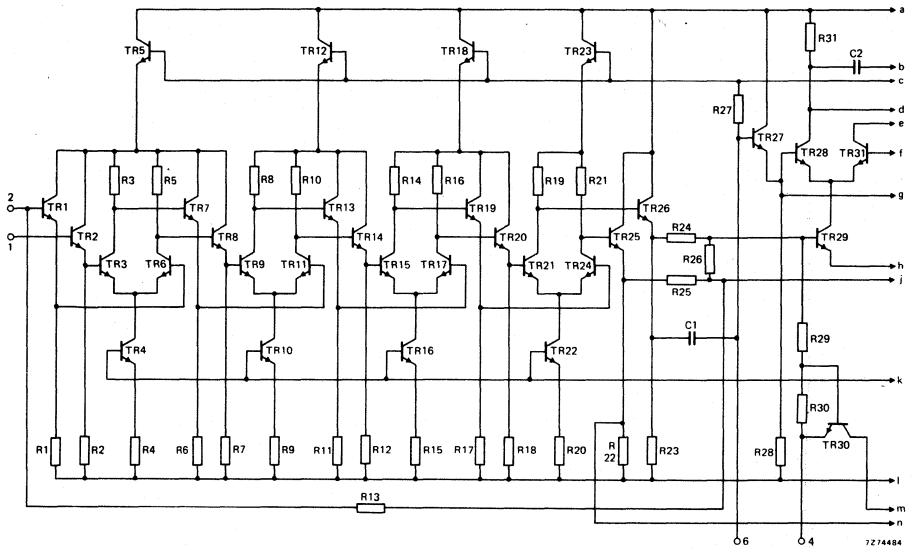 a
R31
C2
b
TR5
TR12
TR18
TR23
c
R27
d
e
TR27
TR28
TR31
f
R3
R5
R8
R10
R14
R16
R19
R21
g
2
TR1
TR7
TR13
TR19
TR26
1
TR2
TR8
TR14
TR20
TR25
R24
TR29
R26
TR3
TR6
TR9
TR11
TR15
TR17
TR21
TR24
h
R25
j
C1
R29
TR4
TR10
TR16
TR22
k
R30
R1
R2
R4
R6
R7
R9
R11
R12
R15
R17
R18
R20
R
22
R23
R28
TR30
l
R13
m
n
6
4
7Z74484